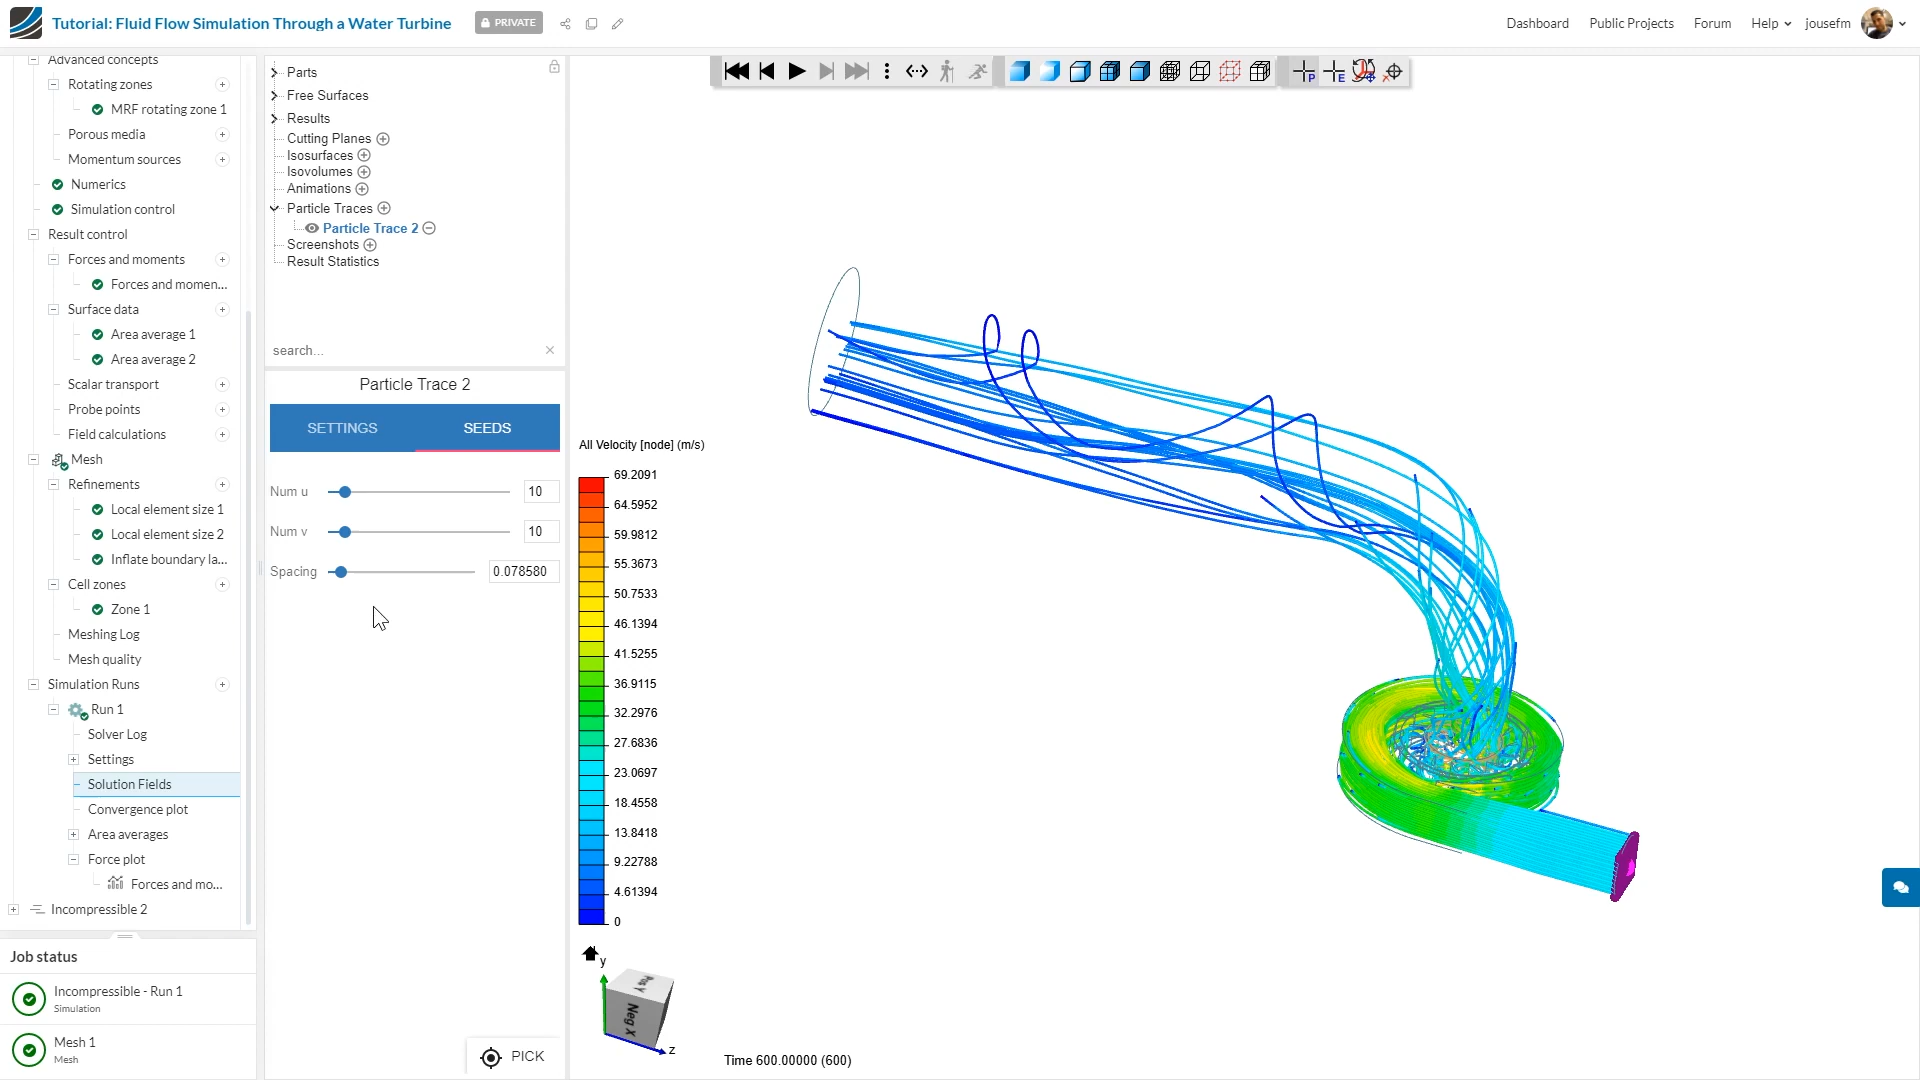 Tutorial: Fluid Flow Simulation Through a Water Turbine
PRIVATE
Dashboard
Public Projects
Forum
Help
jousefm
Advanced concepts
Rotating zones
MRF rotating zone 1
Porous media
Momentum sources
Numerics
Simulation control
Result control
Forces and moments
Forces and momen...
Surface data
Area average 1
Area average 2
Scalar transport
Probe points
Field calculations
Mesh
Refinements
Local element size 1
Local element size 2
Inflate boundary la...
Cell zones
Zone 1
Meshing Log
Mesh quality
Simulation Runs
Run 1
Solver Log
Settings
Solution Fields
Convergence plot
Area averages
Force plot
Forces and mo...
Incompressible 2
Job status
Incompressible - Run 1
Simulation
Mesh 1
Mesh
Parts
Free Surfaces
Results
Cutting Planes
Isosurfaces
Isovolumes
Animations
Particle Traces
Particle Trace 2
Screenshots
Result Statistics
search...
Particle Trace 2
SETTINGS
SEEDS
Num u
10
Num v
10
Spacing
0.078580
PICK
P
E
All Velocity [node] (m/s)
69.2091
64.5952
59.9812
55.3673
50.7533
46.1394
41.5255
36.9115
32.2976
27.6836
23.0697
18.4558
13.8418
9.22788
4.61394
0
y
Pos Y
Neg X
z
Time 600.00000 (600)